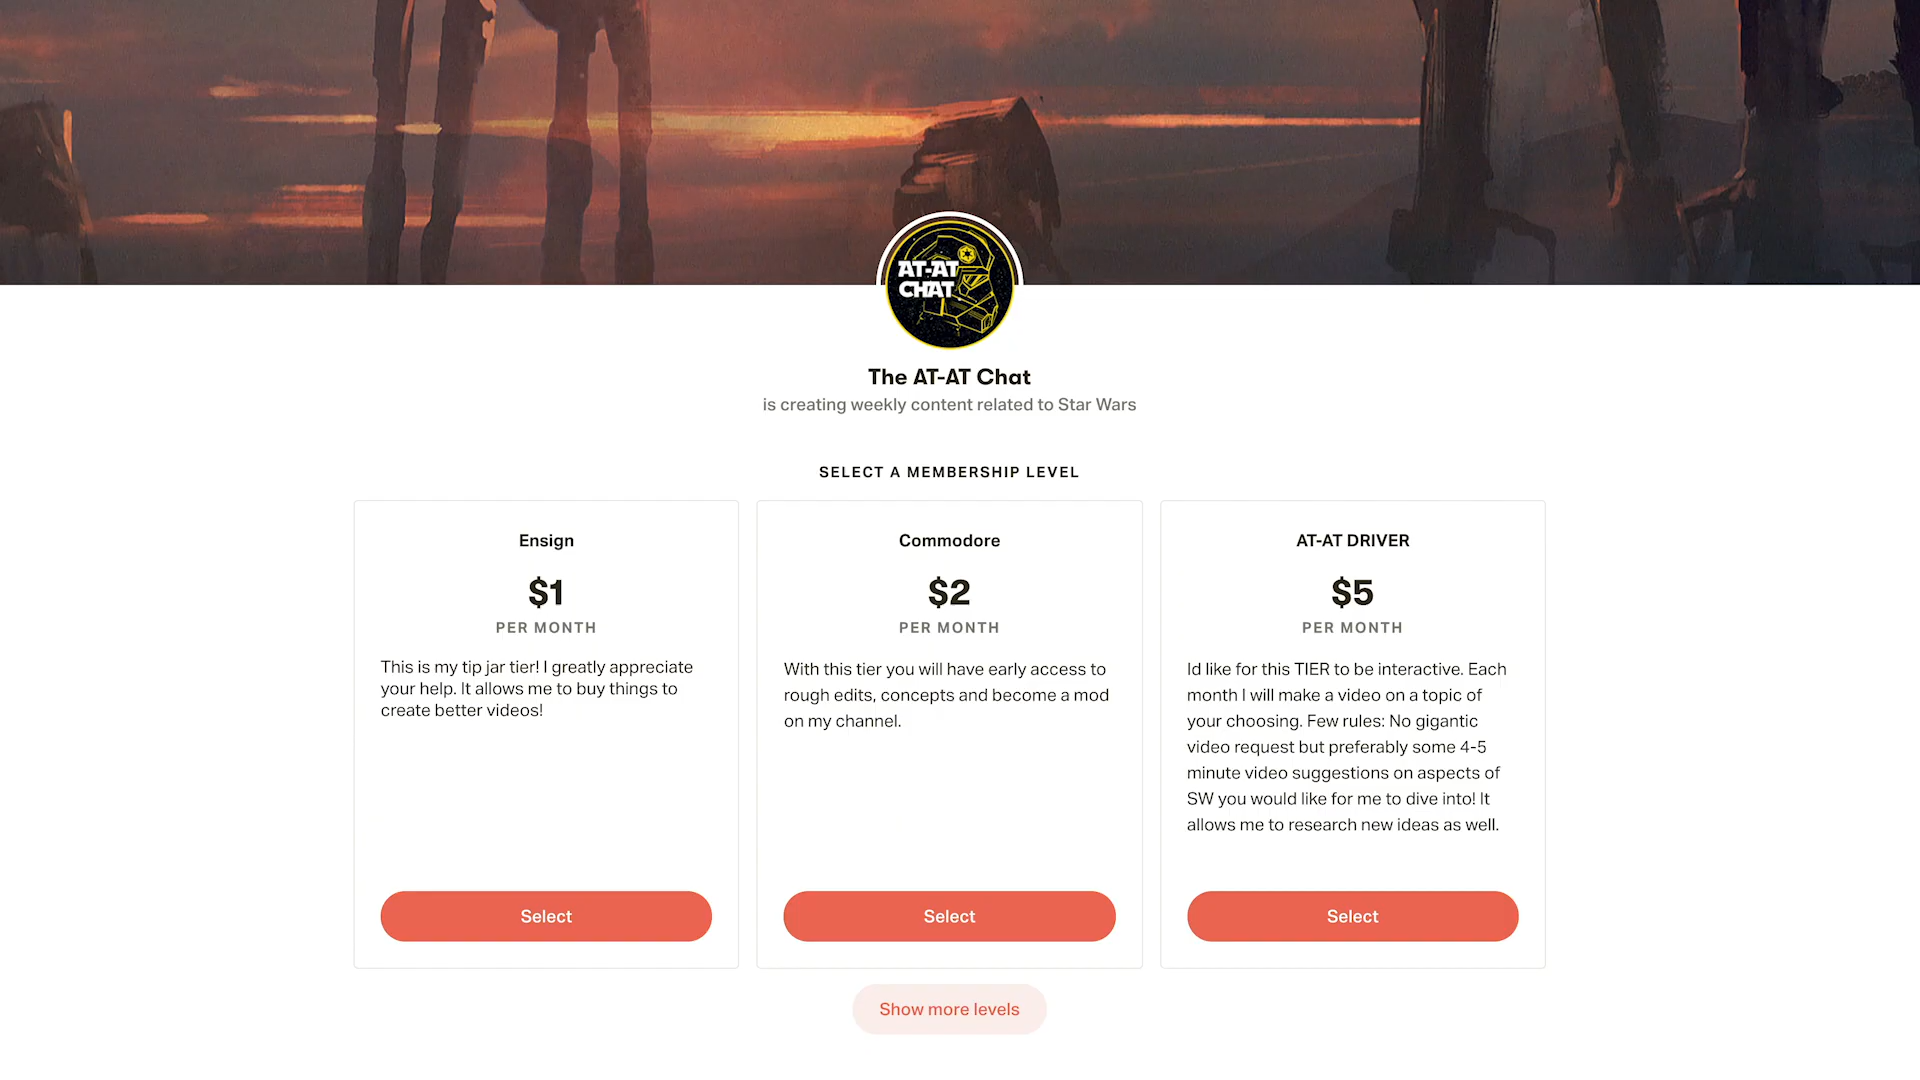 AT-AT
CHAT
The AT-AT Chat
is creating weekly content related to Star Wars
SELECT A MEMBERSHIP LEVEL
Ensign
$1
PER MONTH
This is my tip jar tier! I greatly appreciate
your help. It allows me to buy things to
create better videos!
Select
Commodore
$2
PER MONTH
With this tier you will have early access to
rough edits, concepts and become a mod
on my channel.
Select
AT-AT DRIVER
$5
PER MONTH
Id like for this TIER to be interactive. Each
month I will make a video on a topic of
your choosing. Few rules: No gigantic
video request but preferably some 4-5
minute video suggestions on aspects of
SW you would like for me to dive into! It
allows me to research new ideas as well.
Select
Show more levels